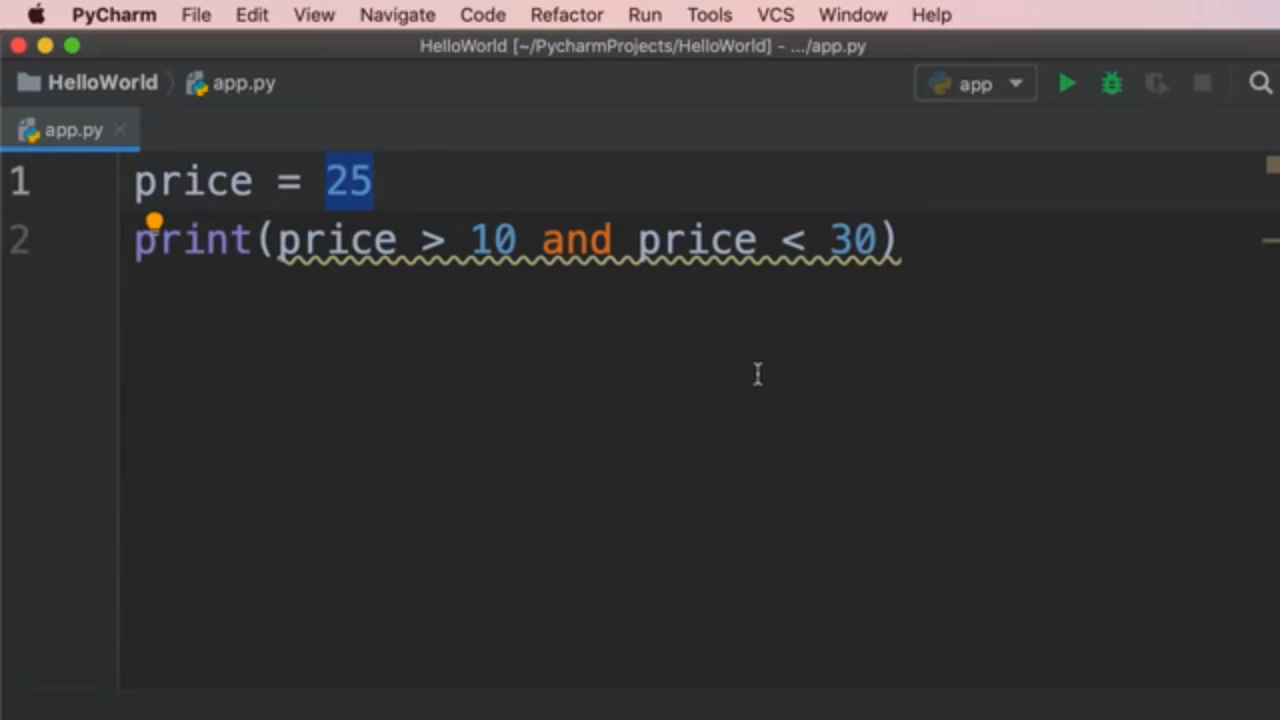 PyCharm File Edit View Navigate Code Refactor Run Tools VCS Window Help
HelloWorld [~/PycharmProjects/HelloWorld] - .../app.py
HelloWorld app.py app
app.py
1 price = 25
2 print(price > 10 and price < 30)